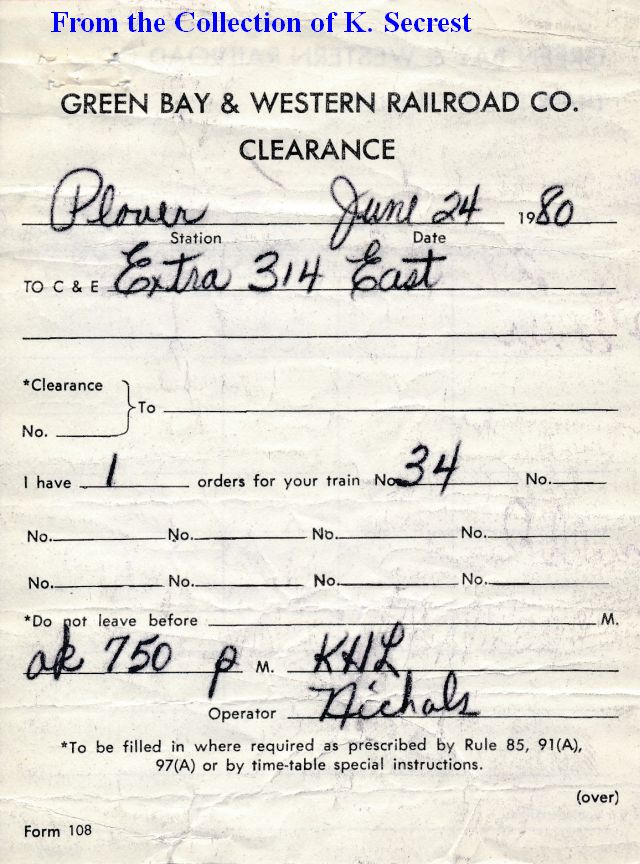 From the Collection of K. Secrest
GREEN BAY & WESTERN RAILROAD CO.
CLEARANCE
Plover June 24 1980
Station Date
TO C & E Extra 314 East
*Clearance
No. To
I have 1 orders for your train No. 34 No.
No. No. No. No.
No. No. No. No.
*Do not leave before M.
ok 750 p M. KHL
Operator Nichols
*To be filled in where required as prescribed by Rule 85, 91(A),
97(A) or by time-table special instructions.
(over)
Form 108